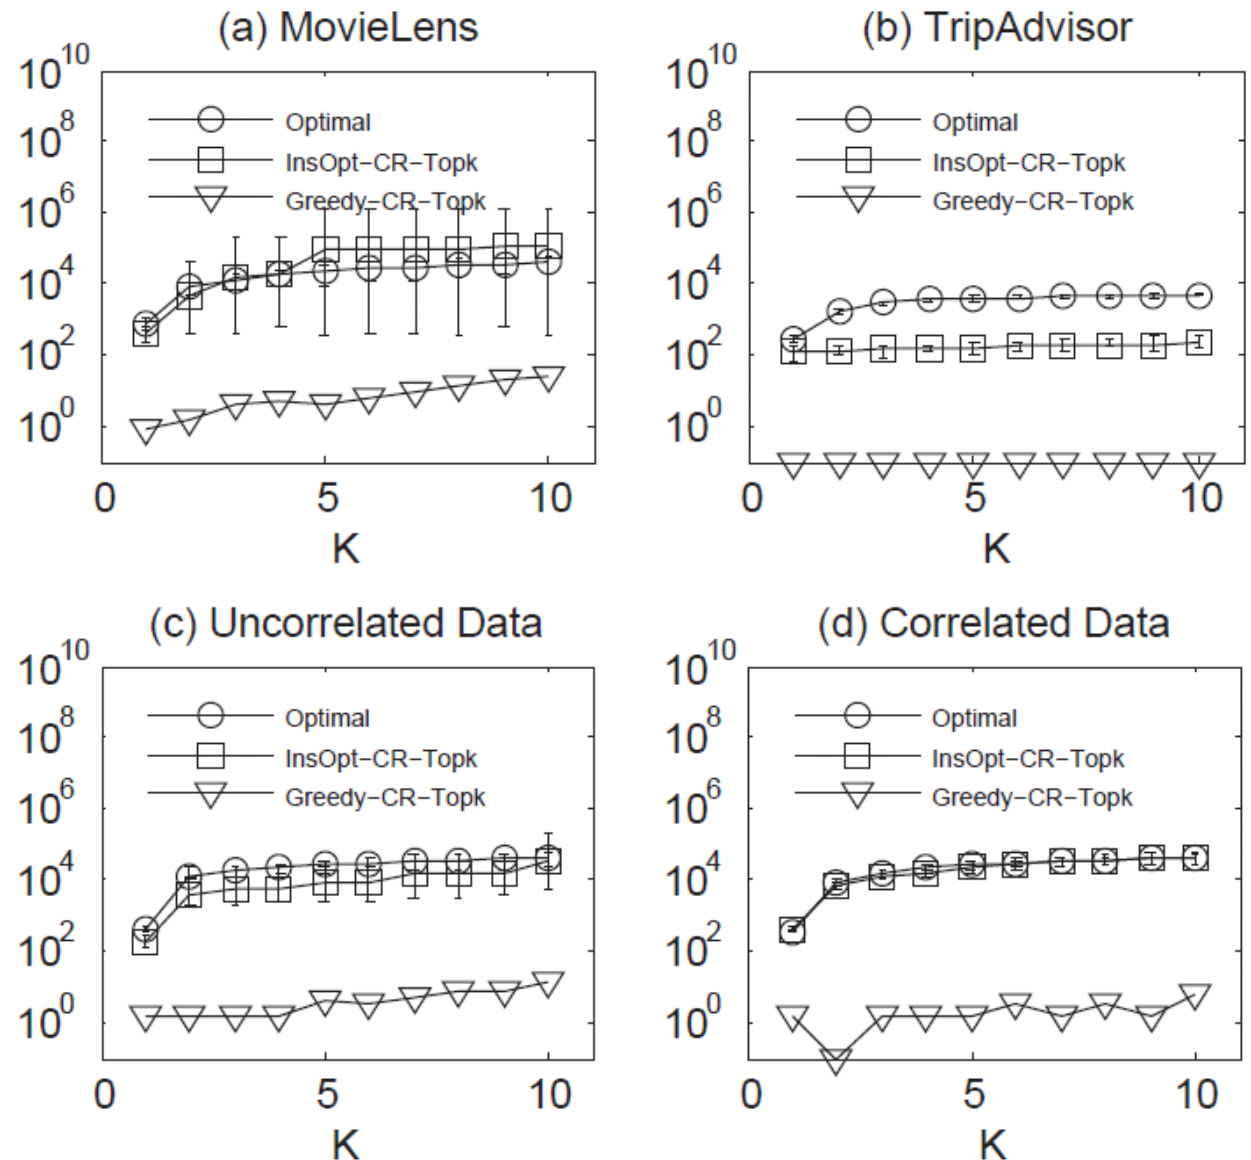 (a) MovieLens
10^10
10^8
10^6
10^4
10^2
10^0
Optimal
InsOpt−CR−Topk
Greedy−CR−Topk
0 5 10
K
(b) TripAdvisor
10^10
10^8
10^6
10^4
10^2
10^0
Optimal
InsOpt−CR−Topk
Greedy−CR−Topk
0 5 10
K
(c) Uncorrelated Data
10^10
10^8
10^6
10^4
10^2
10^0
Optimal
InsOpt−CR−Topk
Greedy−CR−Topk
0 5 10
K
(d) Correlated Data
10^10
10^8
10^6
10^4
10^2
10^0
Optimal
InsOpt−CR−Topk
Greedy−CR−Topk
0 5 10
K